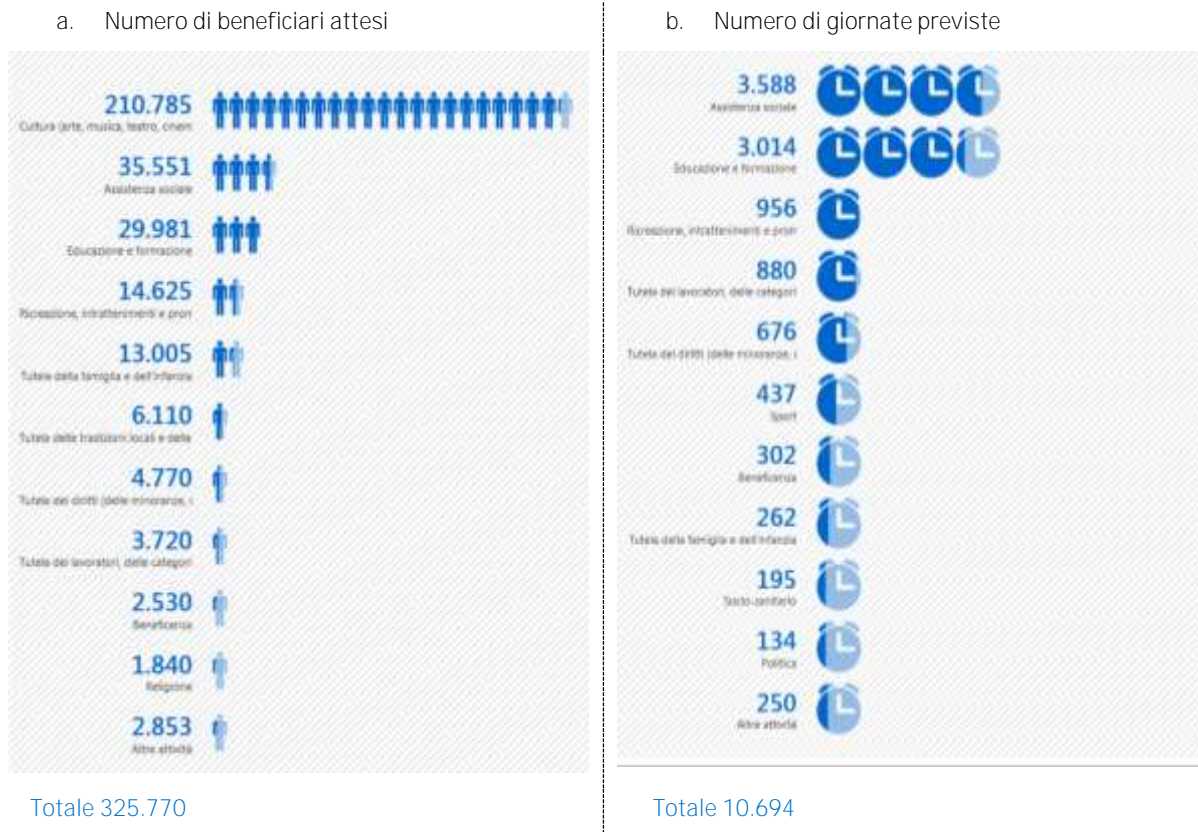 a. Numero di beneficiari attesi
210.785
Cultura (arte, musica, teatro, cinem
35.551
Assistenza sociale
29.981
Educazione e formazione
14.625
Ricreazione, intrattenimenti e prom
13.005
Tutela della famiglia e dell'infanzia
6.110
Tutela delle tradizioni locali e delle
4.770
Tutela dei diritti (delle minoranze, c
3.720
Tutela dei lavoratori, delle categori
2.530
Beneficenza
1.840
Religione
2.853
Altre attività
Totale 325.770
b. Numero di giornate previste
3.588
Assistenza sociale
3.014
Educazione e formazione
956
Ricreazione, intrattenimenti e prom
880
Tutela dei lavoratori, delle categori
676
Tutela dei diritti (delle minoranze, c
437
Sport
302
Beneficenza
262
Tutela della famiglia e dell'infanzia
195
Socio-sanitario
134
Politica
250
Altre attività
Totale 10.694